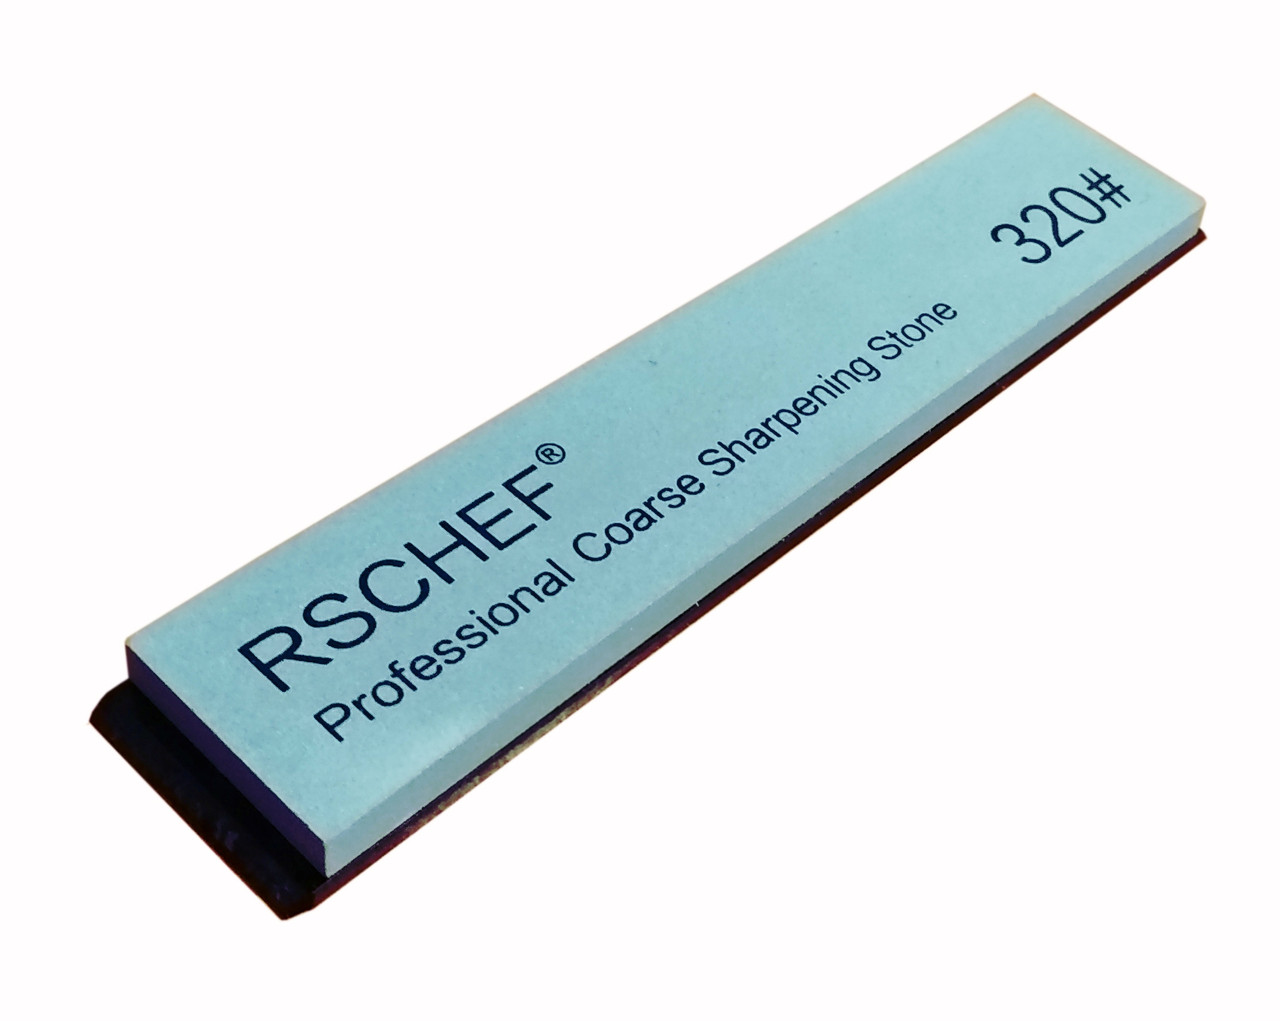 RSCHEF®
Professional Coarse Sharpening Stone
320#